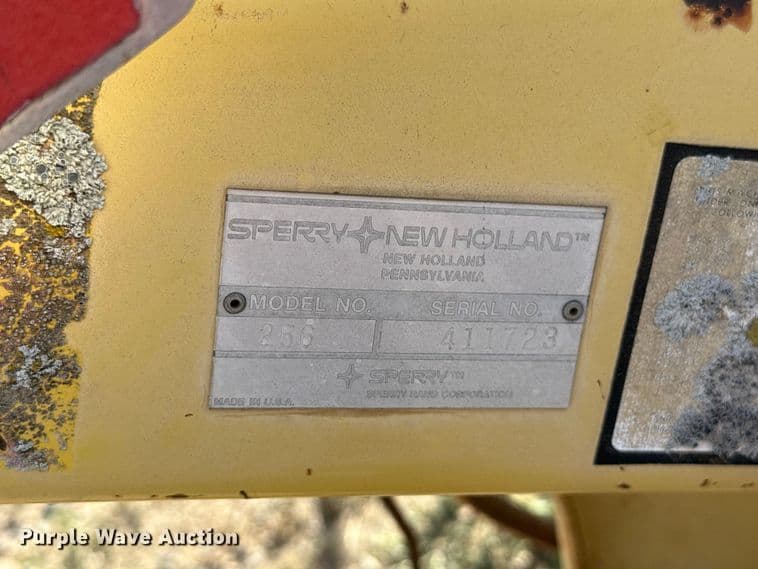 SPERRY NEW HOLLAND™
NEW HOLLAND
PENNSYLVANIA
MODEL NO. SERIAL NO.
256 411723
SPERRY™
SPERRY RAND CORPORATION
MADE IN U.S.A.
Purple Wave Auction